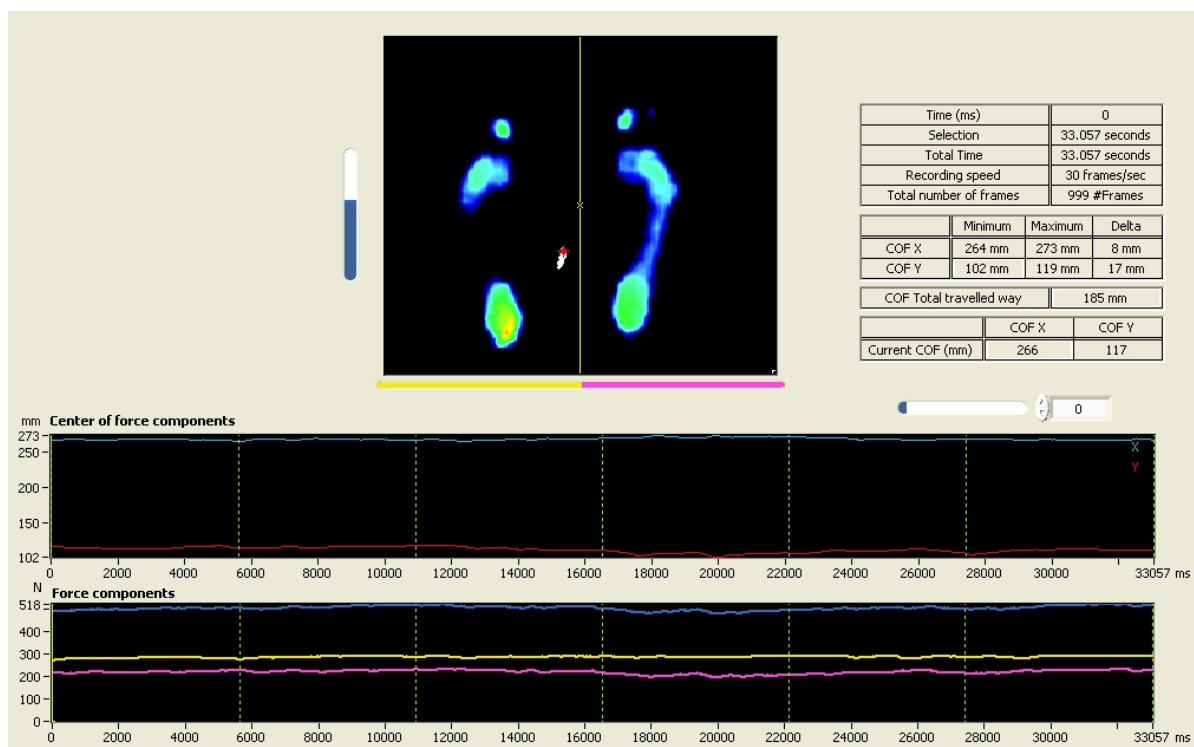 Time (ms) 0
Selection 33.057 seconds
Total Time 33.057 seconds
Recording speed 30 frames/sec
Total number of frames 999 #Frames
Minimum Maximum Delta
COF X 264 mm 273 mm 8 mm
COF Y 102 mm 119 mm 17 mm
COF Total travelled way 185 mm
COF X COF Y
Current COF (mm) 266 117
0
mm Center of force components
273
250
200
150
102
X
Y
0 2000 4000 6000 8000 10000 12000 14000 16000 18000 20000 22000 24000 26000 28000 30000 33057 ms
N Force components
518
400
300
200
100
0
0 2000 4000 6000 8000 10000 12000 14000 16000 18000 20000 22000 24000 26000 28000 30000 33057 ms